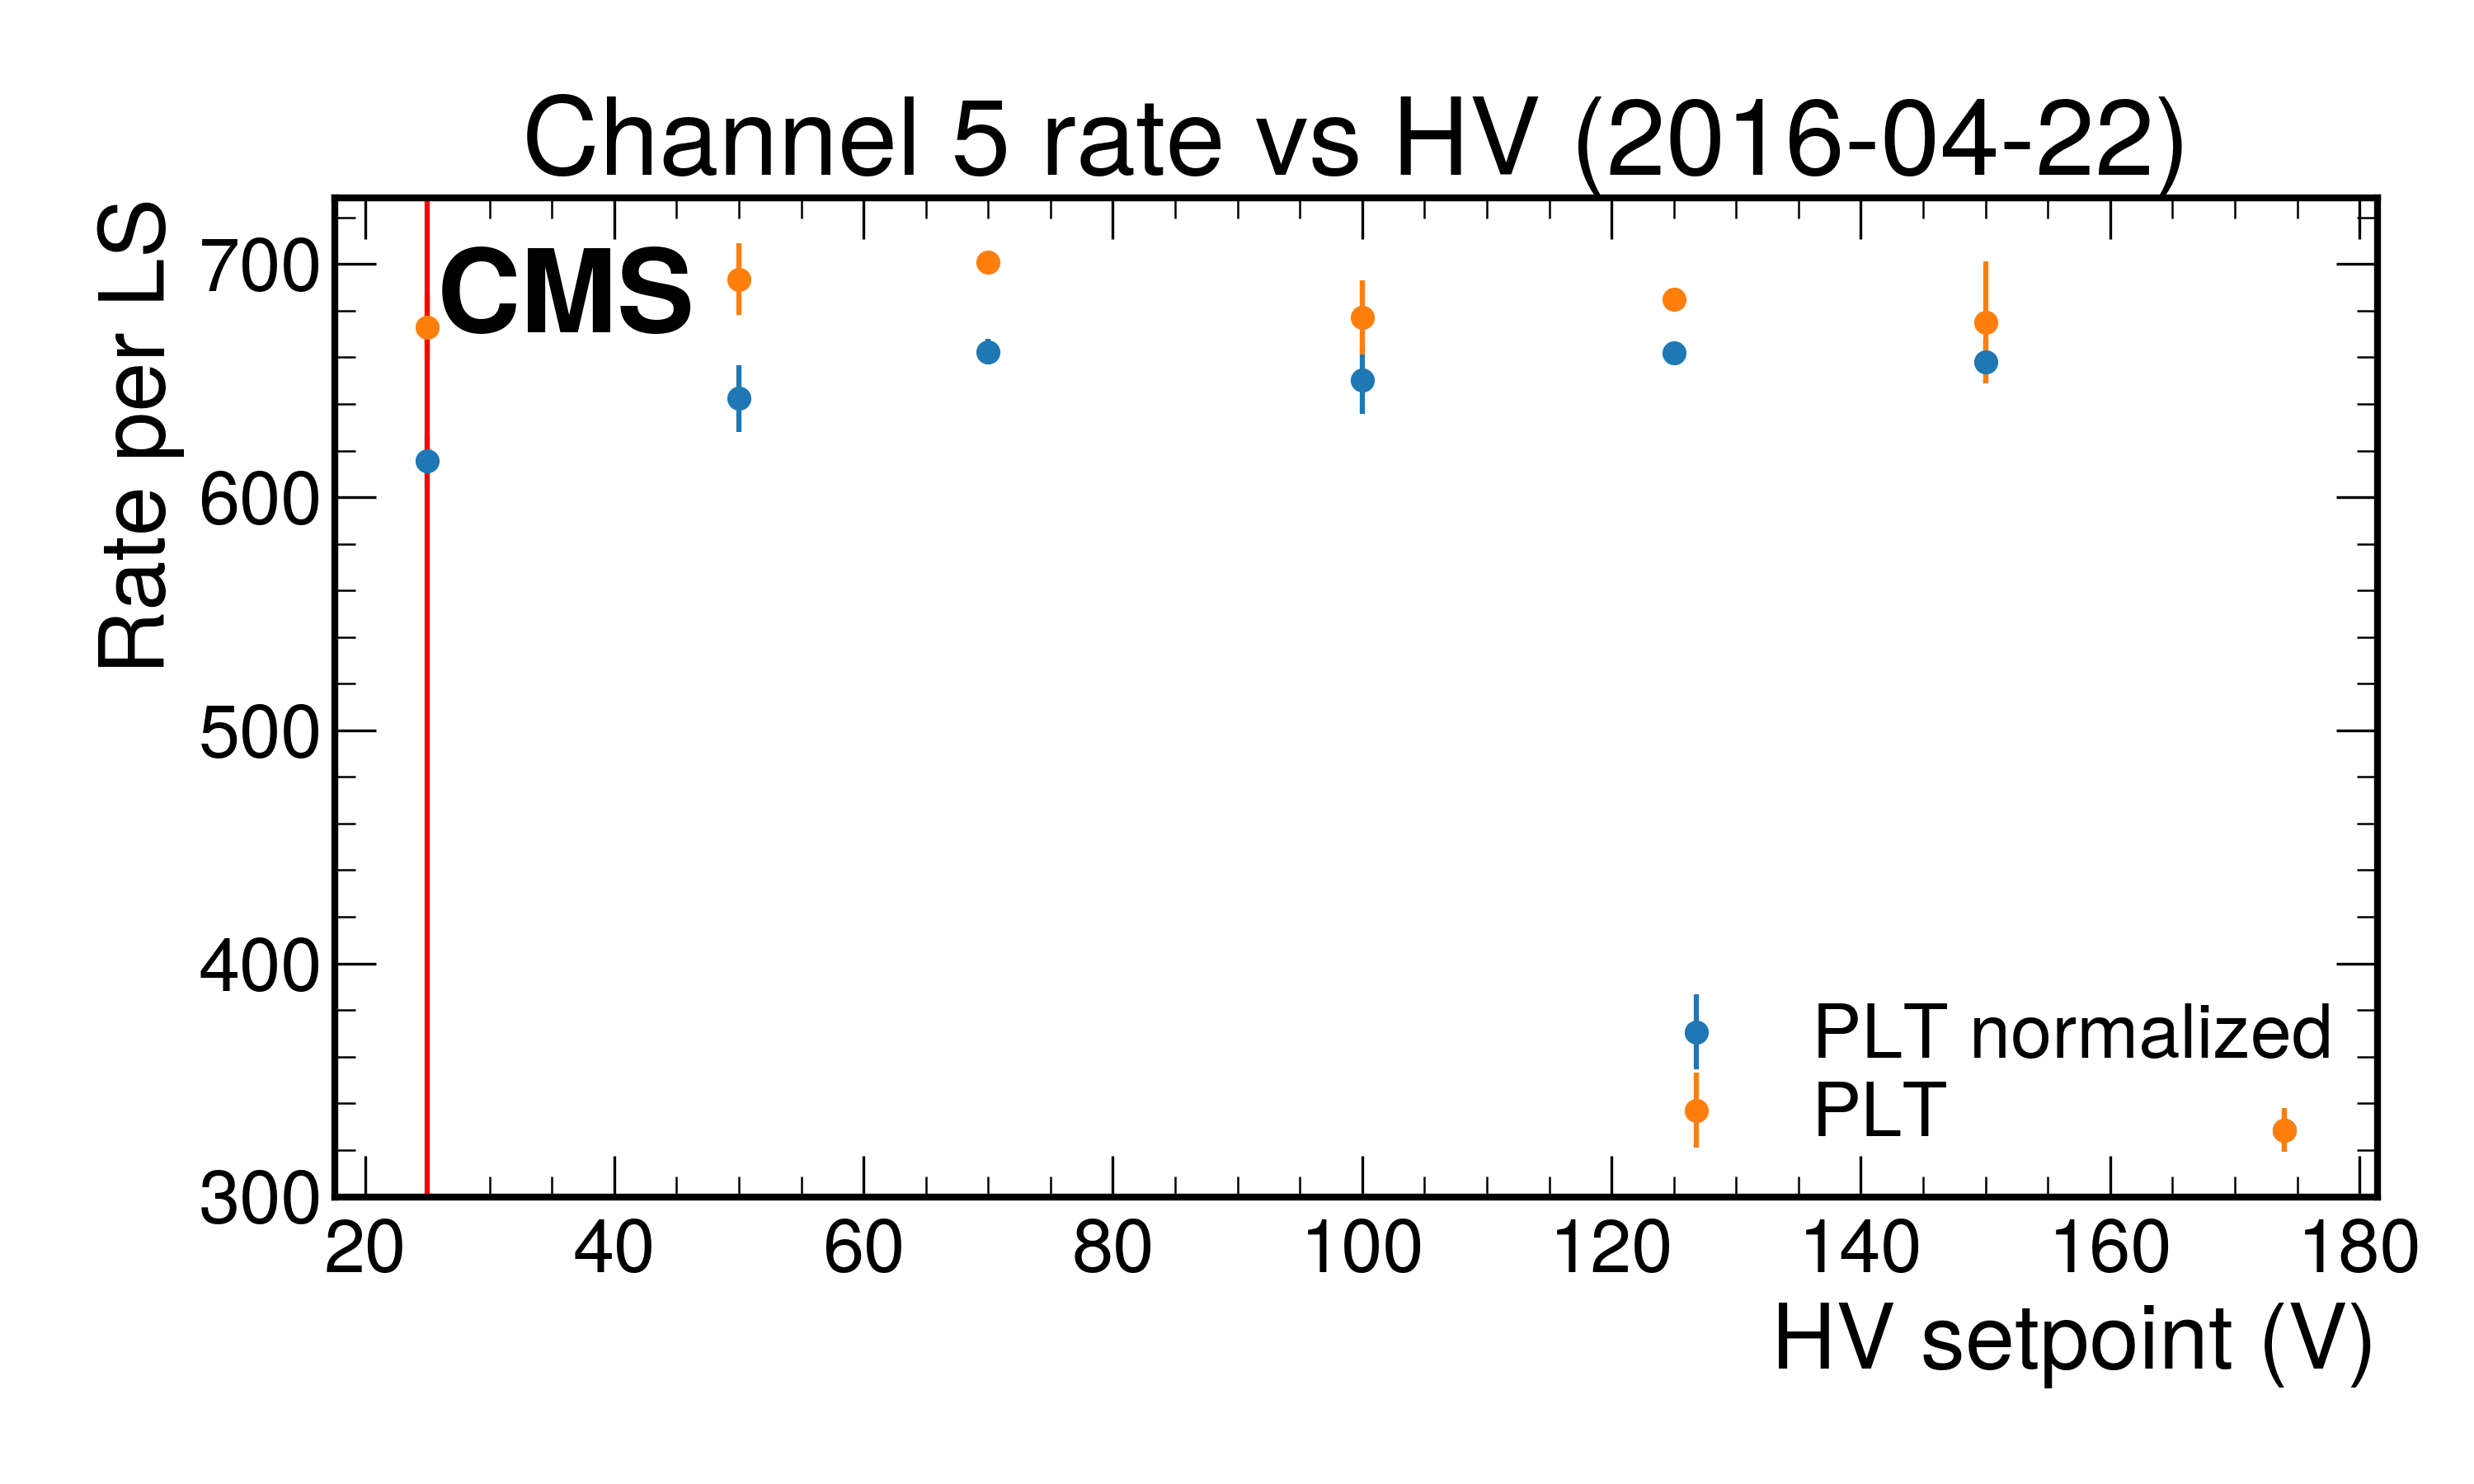 Channel 5 rate vs HV (2016-04-22)
CMS
Rate per LS
700
600
500
400
300
PLT normalized
PLT
20 40 60 80 100 120 140 160 180
HV setpoint (V)